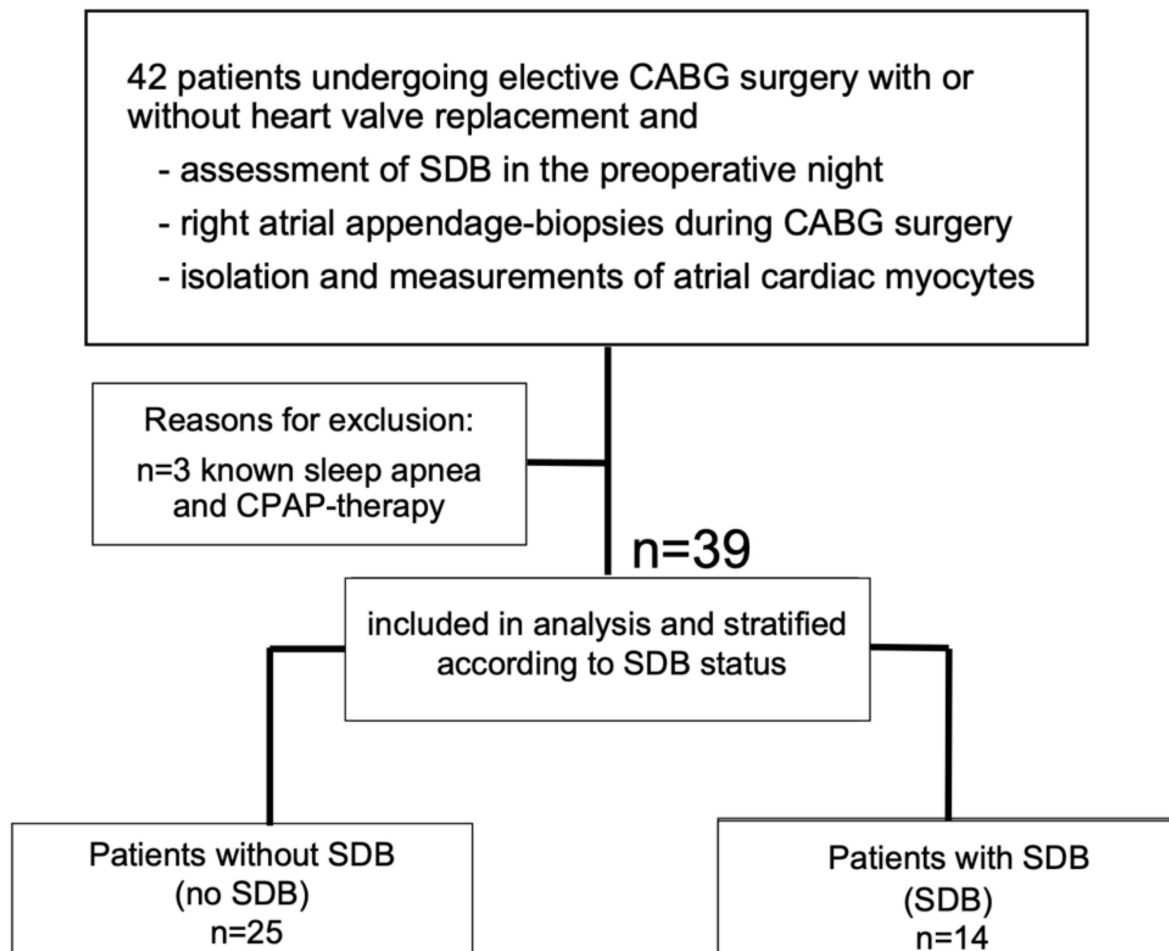 42 patients undergoing elective CABG surgery with or
without heart valve replacement and
- assessment of SDB in the preoperative night
- right atrial appendage-biopsies during CABG surgery
- isolation and measurements of atrial cardiac myocytes
Reasons for exclusion:
n=3 known sleep apnea
and CPAP-therapy
n=39
included in analysis and stratified
according to SDB status
Patients without SDB
(no SDB)
n=25
Patients with SDB
(SDB)
n=14